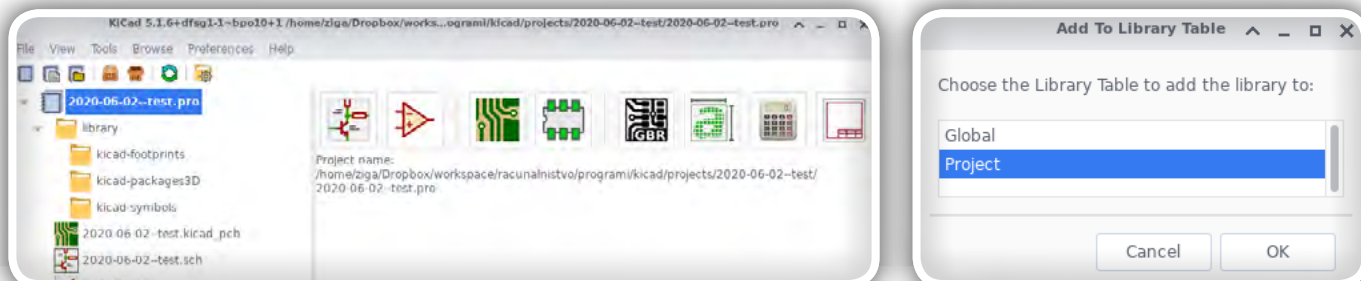 KiCad 5.1.6+dfsg1-1~bpo10+1 /home/ziga/Dropbox/works...ogrami/kicad/projects/2020-06-02--test/2020-06-02--test.pro
File View Tools Browse Preferences Help
2020-06-02--test.pro
library
kicad-footprints
kicad-packages3D
kicad-symbols
2020-06-02--test.kicad_pcb
2020-06-02--test.sch
GBR
a
Project name:
/home/ziga/Dropbox/workspace/racunalnistvo/programi/kicad/projects/2020-06-02--test/
2020-06-02--test.pro
Add To Library Table
Choose the Library Table to add the library to:
Global
Project
Cancel OK